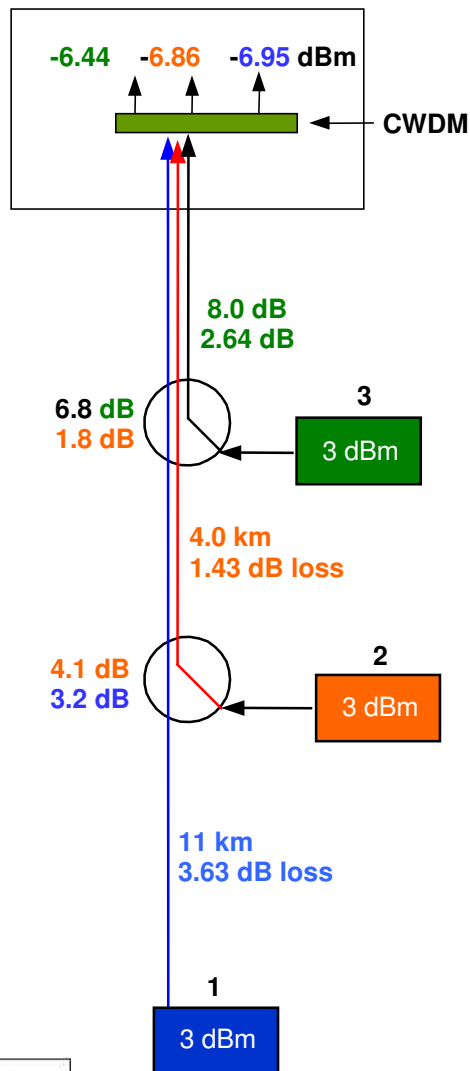 -6.44 -6.86 -6.95 dBm
CWDM
8.0 dB
2.64 dB
6.8 dB
1.8 dB
3
3 dBm
4.0 km
1.43 dB loss
4.1 dB
3.2 dB
2
3 dBm
11 km
3.63 dB loss
1
3 dBm